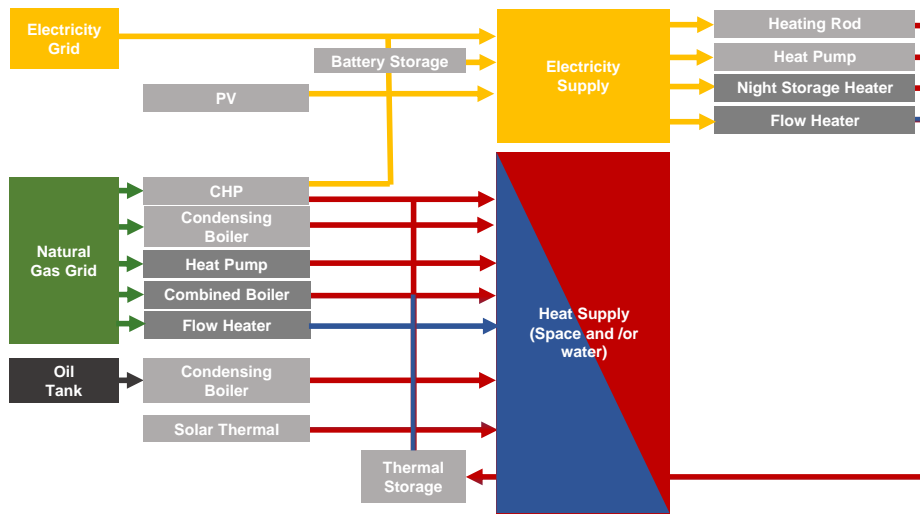 Electricity
Grid
Battery Storage
PV
Electricity
Supply
Heating Rod
Heat Pump
Night Storage Heater
Flow Heater
Natural
Gas Grid
CHP
Condensing
Boiler
Heat Pump
Combined Boiler
Flow Heater
Oil
Tank
Condensing
Boiler
Solar Thermal
Thermal
Storage
Heat Supply
(Space and /or
water)